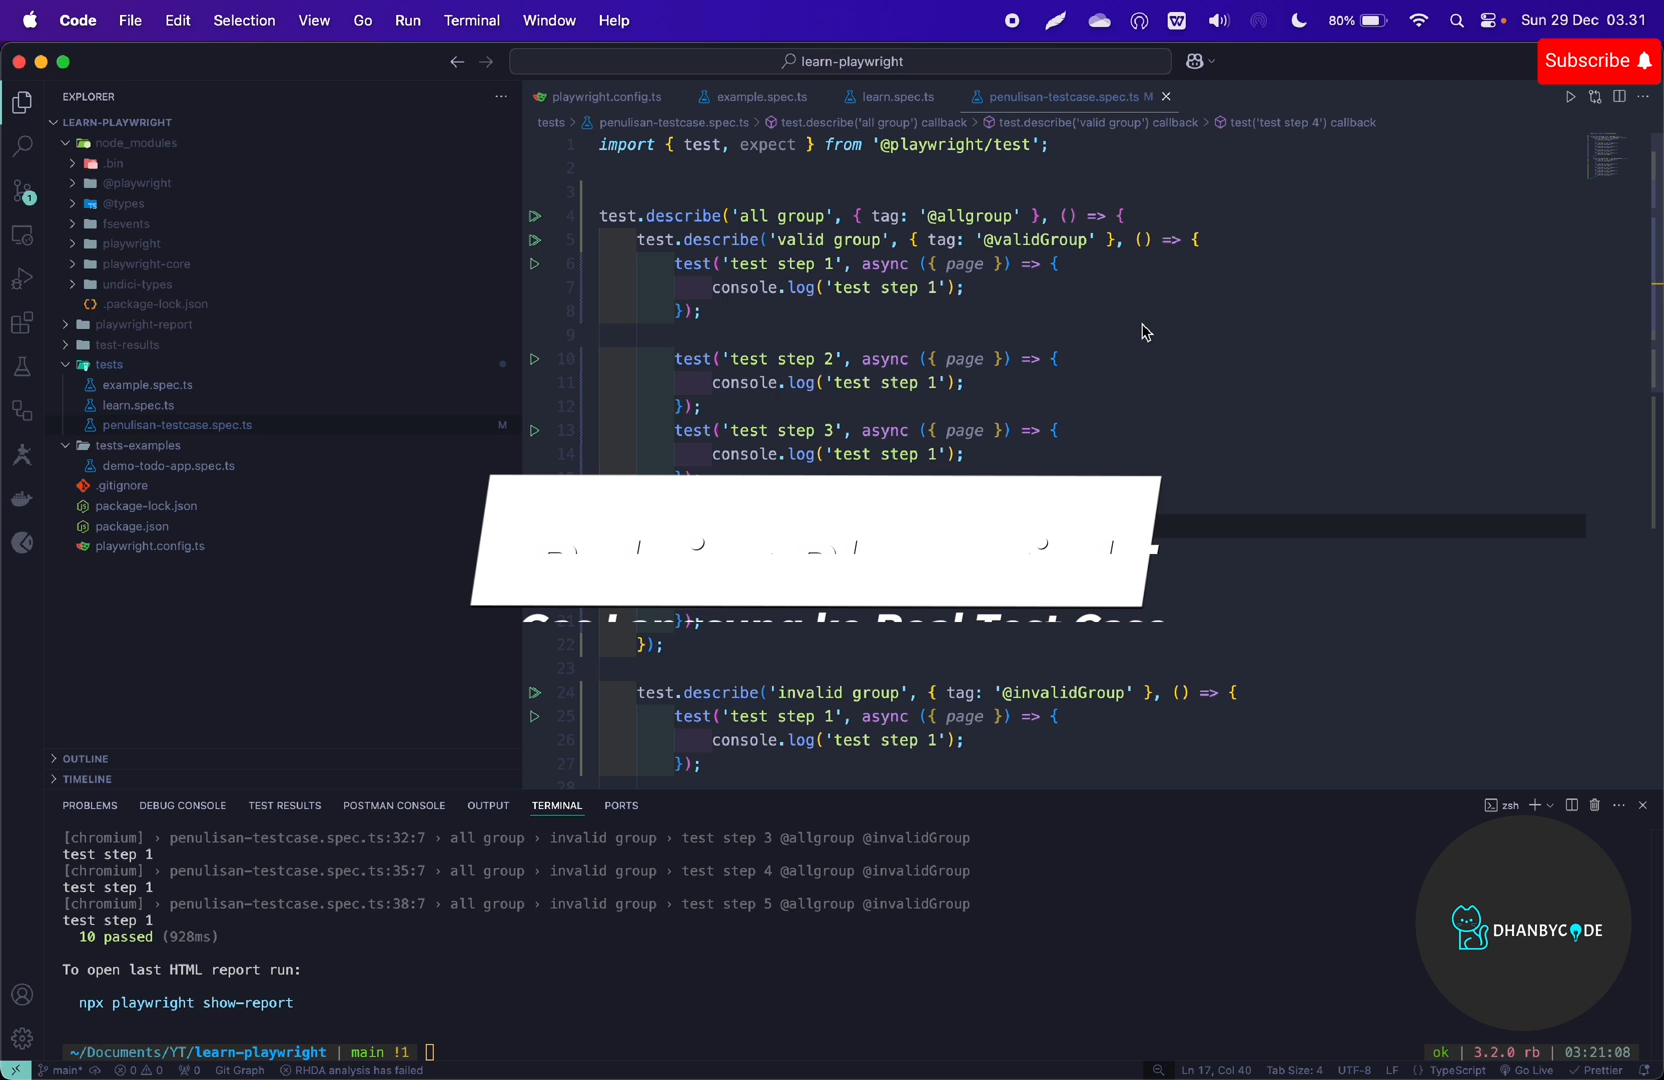 Code File Edit Selection View Go Run Terminal Window Help 80% Sun 29 Dec 03.31
learn-playwright
Subscribe
EXPLORER
playwright.config.ts example.spec.ts learn.spec.ts penulisan-testcase.spec.ts M
tests > penulisan-testcase.spec.ts > test.describe('all group') callback > test.describe('valid group') callback > test('test step 4') callback
LEARN-PLAYWRIGHT
node_modules
.bin
@playwright
@types
fsevents
playwright
playwright-core
undici-types
.package-lock.json
playwright-report
test-results
tests
example.spec.ts
learn.spec.ts
penulisan-testcase.spec.ts M
tests-examples
demo-todo-app.spec.ts
.gitignore
package-lock.json
package.json
playwright.config.ts
OUTLINE
TIMELINE
1 import { test, expect } from '@playwright/test';
2
3
4 test.describe('all group', { tag: '@allgroup' }, () => {
5 test.describe('valid group', { tag: '@validGroup' }, () => {
6 test('test step 1', async ({ page }) => {
7 console.log('test step 1');
8 });
9
10 test('test step 2', async ({ page }) => {
11 console.log('test step 1');
12 });
13 test('test step 3', async ({ page }) => {
14 console.log('test step 1');
21 });
22 });
23
24 test.describe('invalid group', { tag: '@invalidGroup' }, () => {
25 test('test step 1', async ({ page }) => {
26 console.log('test step 1');
27 });
28
PROBLEMS DEBUG CONSOLE TEST RESULTS POSTMAN CONSOLE OUTPUT TERMINAL PORTS zsh
[chromium] › penulisan-testcase.spec.ts:32:7 › all group › invalid group › test step 3 @allgroup @invalidGroup
test step 1
[chromium] › penulisan-testcase.spec.ts:35:7 › all group › invalid group › test step 4 @allgroup @invalidGroup
test step 1
[chromium] › penulisan-testcase.spec.ts:38:7 › all group › invalid group › test step 5 @allgroup @invalidGroup
test step 1
10 passed (928ms)
To open last HTML report run:
npx playwright show-report
~/Documents/YT/learn-playwright | main !1
ok | 3.2.0 rb | 03:21:08
DHANBYCODE
main* 0 0 0 Git Graph RHDA analysis has failed Ln 17, Col 40 Tab Size: 4 UTF-8 LF {} TypeScript Go Live Prettier